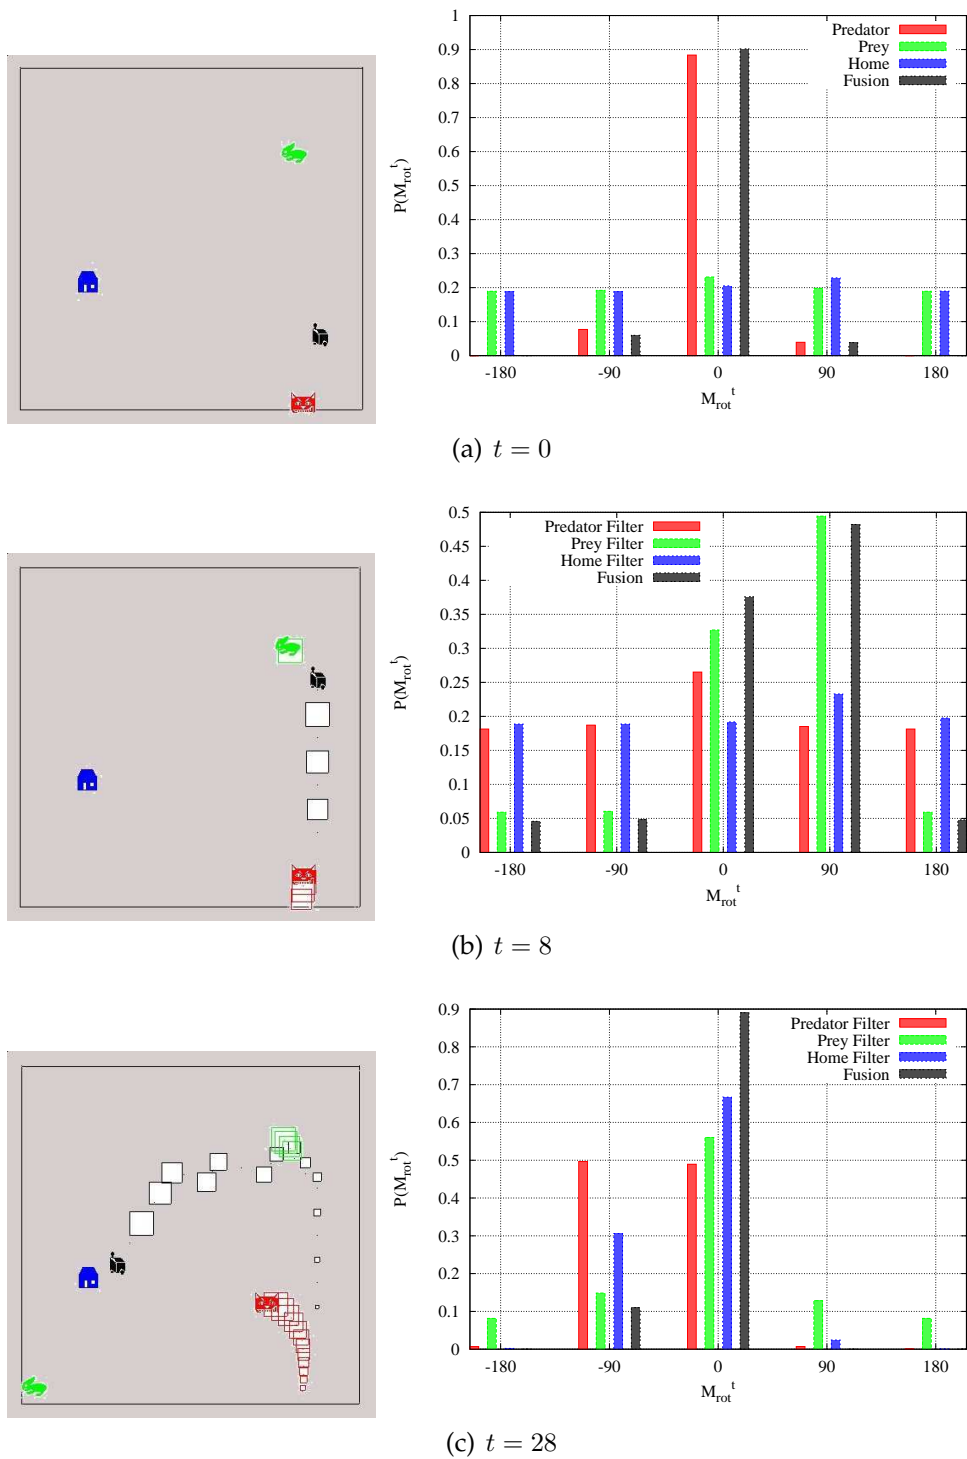 1
0.9
0.8
0.7
0.6
0.5
0.4
0.3
0.2
0.1
0
P(M_rot^t)
Predator
Prey
Home
Fusion
-180 -90 0 90 180
M_rot^t
(a) t = 0
0.5
0.45
0.4
0.35
0.3
0.25
0.2
0.15
0.1
0.05
0
P(M_rot^t)
Predator Filter
Prey Filter
Home Filter
Fusion
-180 -90 0 90 180
M_rot^t
(b) t = 8
0.9
0.8
0.7
0.6
0.5
0.4
0.3
0.2
0.1
0
P(M_rot^t)
Predator Filter
Prey Filter
Home Filter
Fusion
-180 -90 0 90 180
M_rot^t
(c) t = 28